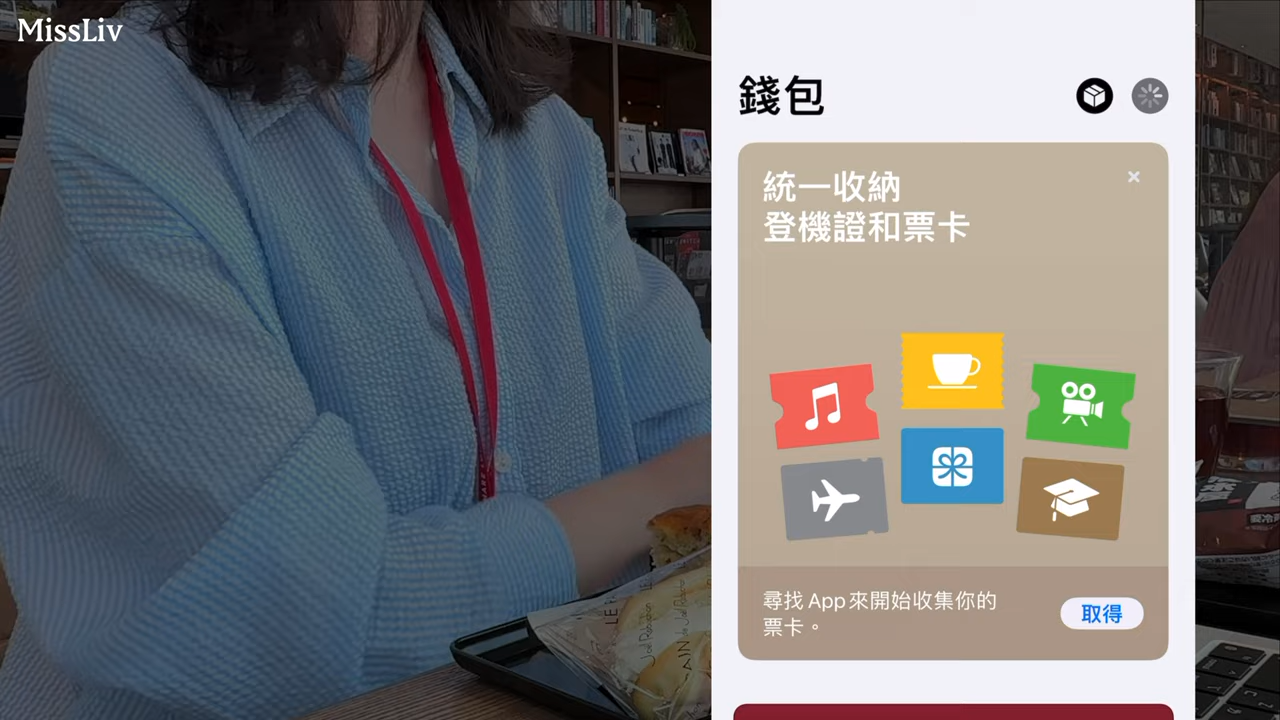 MissLiv
錢包
統一收納
登機證和票卡
尋找 App 來開始收集你的
票卡。
取得